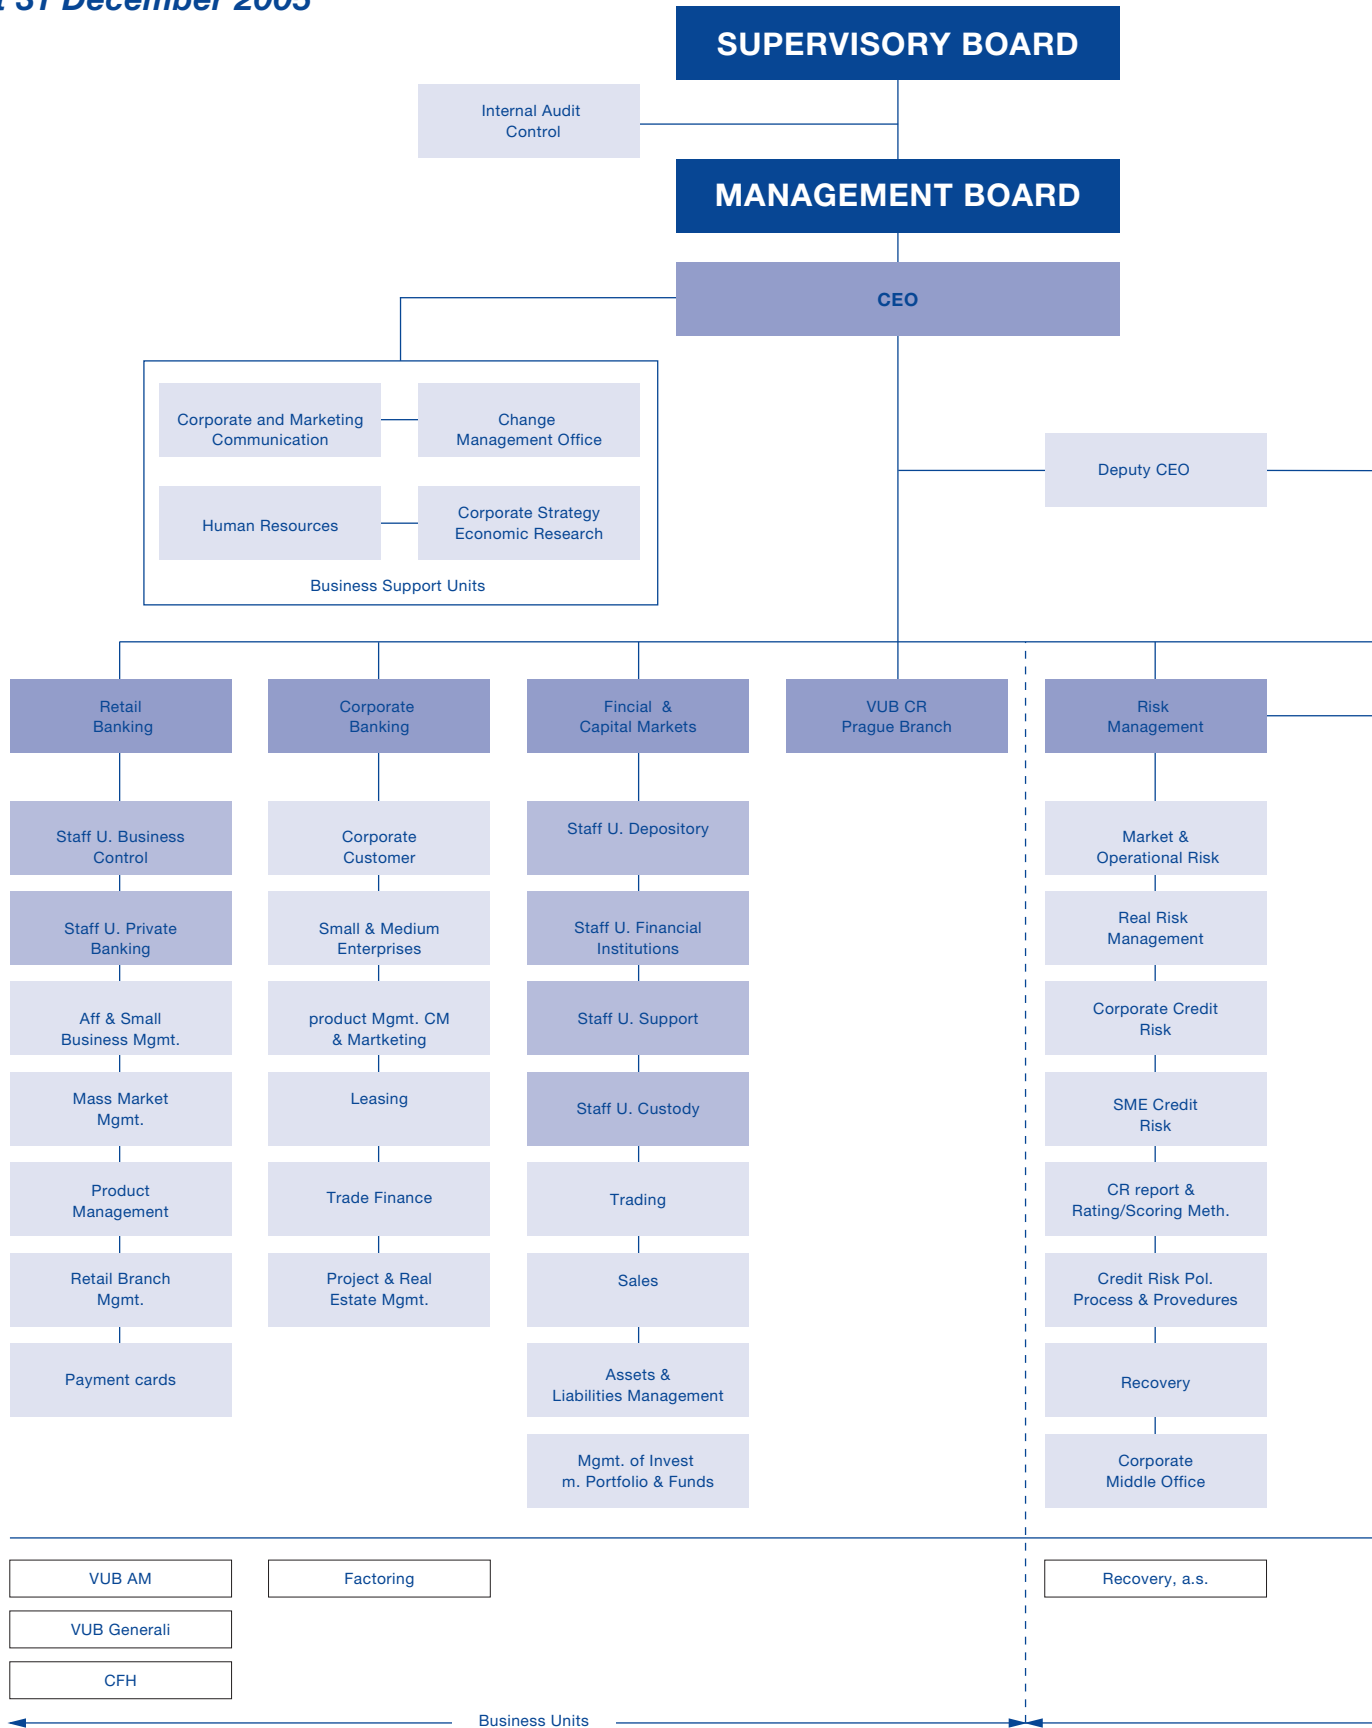 31 December 2005
SUPERVISORY BOARD
Internal Audit
Control
MANAGEMENT BOARD
CEO
Corporate and Marketing
Communication
Change
Management Office
Human Resources
Corporate Strategy
Economic Research
Business Support Units
Deputy CEO
Retail
Banking
Corporate
Banking
Fincial &
Capital Markets
VUB CR
Prague Branch
Risk
Management
Staff U. Business
Control
Staff U. Private
Banking
Aff & Small
Business Mgmt.
Mass Market
Mgmt.
Product
Management
Retail Branch
Mgmt.
Payment cards
Corporate
Customer
Small & Medium
Enterprises
product Mgmt. CM
& Martketing
Leasing
Trade Finance
Project & Real
Estate Mgmt.
Staff U. Depository
Staff U. Financial
Institutions
Staff U. Support
Staff U. Custody
Trading
Sales
Assets &
Liabilities Management
Mgmt. of Invest
m. Portfolio & Funds
Market &
Operational Risk
Real Risk
Management
Corporate Credit
Risk
SME Credit
Risk
CR report &
Rating/Scoring Meth.
Credit Risk Pol.
Process & Provedures
Recovery
Corporate
Middle Office
VUB AM
VUB Generali
CFH
Factoring
Recovery, a.s.
Business Units